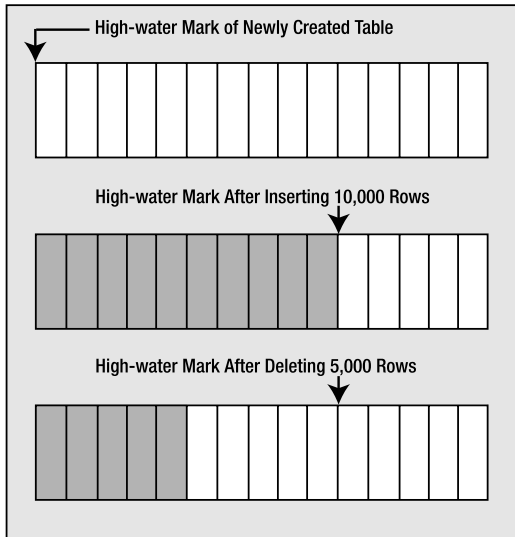 High-water Mark of Newly Created Table
High-water Mark After Inserting 10,000 Rows
High-water Mark After Deleting 5,000 Rows